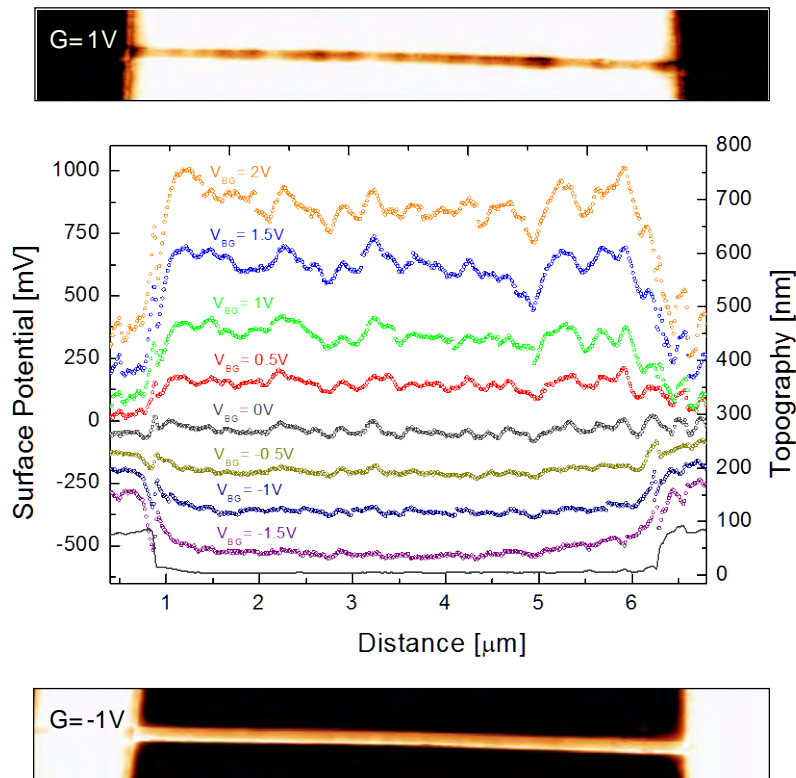 G=1V
1000
750
500
250
0
-250
-500
Surface Potential [mV]
V_BG = 2V
V_BG = 1.5V
V_BG = 1V
V_BG = 0.5V
V_BG = 0V
V_BG = -0.5V
V_BG = -1V
V_BG = -1.5V
800
700
600
500
400
300
200
100
0
Topography [nm]
1 2 3 4 5 6
Distance [μm]
G=-1V